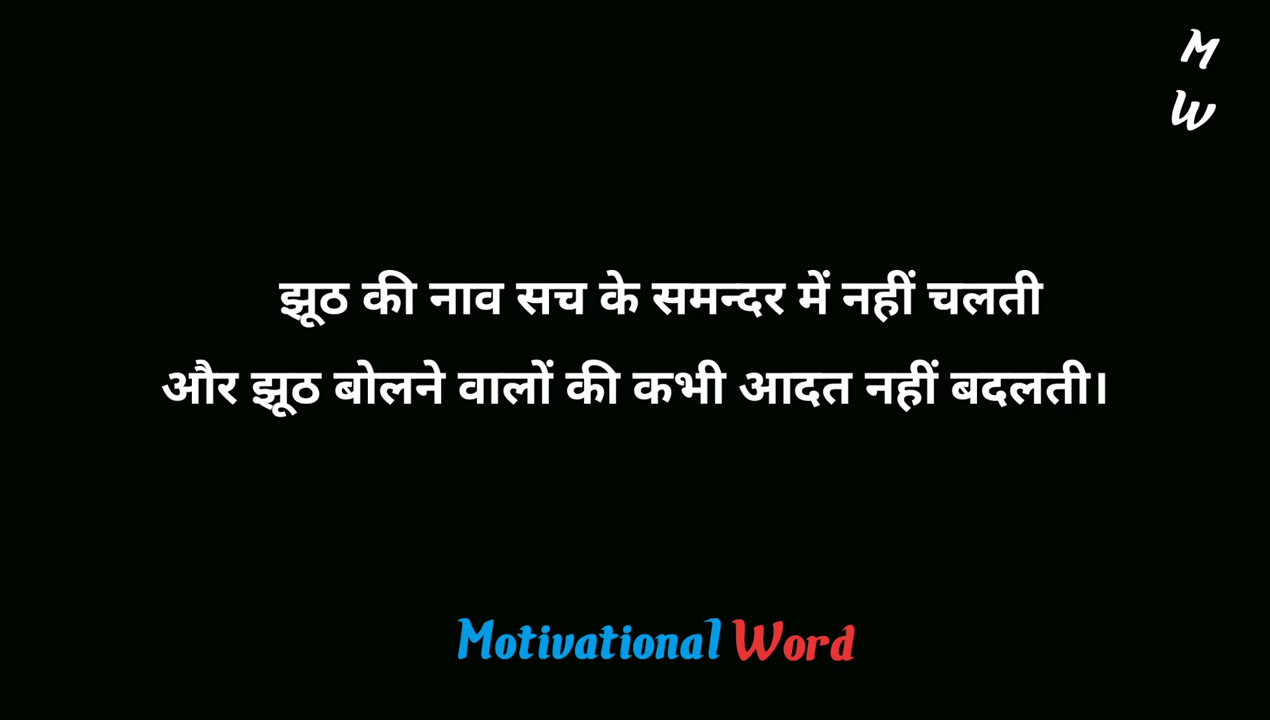 M
W
झूठ की नाव सच के समन्दर में नहीं चलती
और झूठ बोलने वालों की कभी आदत नहीं बदलती।
Motivational Word